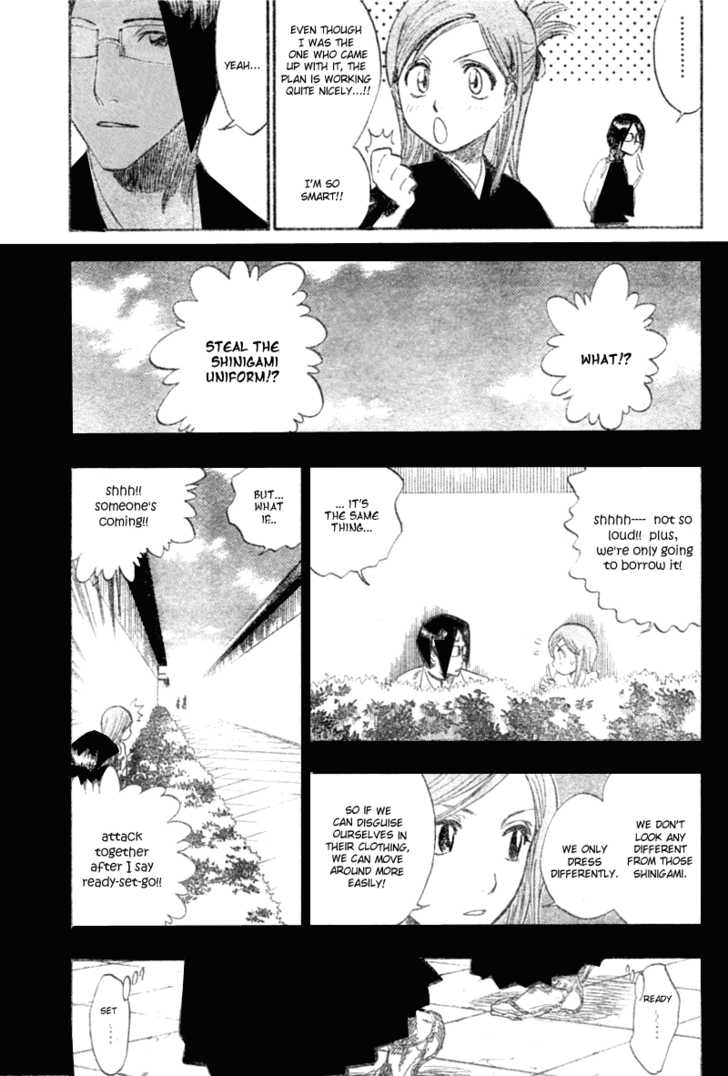 .......
EVEN THOUGH
I WAS THE
ONE WHO CAME
UP WITH IT, THE
PLAN IS WORKING
QUITE NICELY...!!
I'M SO
SMART!!
YEAH...
WHAT!?
STEAL THE
SHINIGAMI
UNIFORM!?
shhhh---- not so
loud!! plus,
we're only going
to borrow it!
... IT'S
THE SAME
THING...
WE DON'T
LOOK ANY
DIFFERENT
FROM THOSE
SHINIGAMI.
WE ONLY
DRESS
DIFFERENTLY.
SO IF WE
CAN DISGUISE
OURSELVES IN
THEIR CLOTHING,
WE CAN MOVE
AROUND MORE
EASILY!
BUT...
WHAT
IF...
shhh!!
someone's
coming!!
attack
together
after I say
ready-set-go!!
READY
......
SET
......